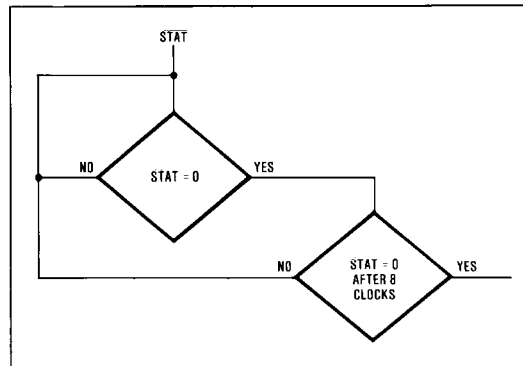 STAT
NO
STAT = 0
YES
NO
STAT = 0
AFTER 8
CLOCKS
YES